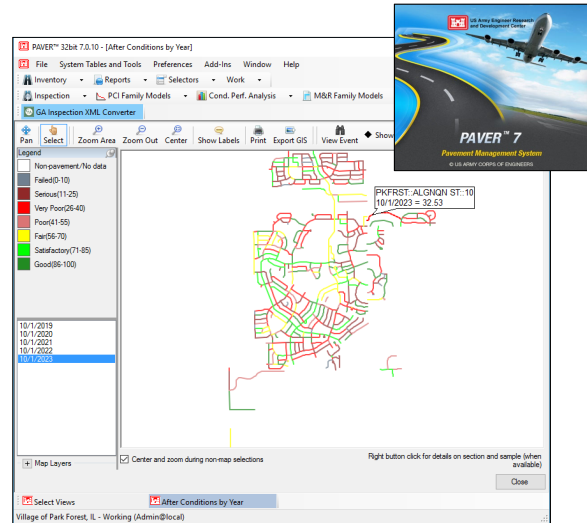 US Army Engineer Research
and Development Center
PAVER™ 7
Pavement Management System
© US ARMY CORPS OF ENGINEERS
PAVER™ 32bit 7.0.10 - [After Conditions by Year]
File System Tables and Tools Preferences Add-Ins Window Help
Inventory Reports Selectors Work
Inspection PCI Family Models Cond. Perf. Analysis M&R Family Models
GA Inspection XML Converter
Pan Select Zoom Area Zoom Out Center Show Labels Print Export GIS View Event Show
Legend
Non-pavement/No data
Failed(0-10)
Serious(11-25)
Very Poor(26-40)
Poor(41-55)
Fair(56-70)
Satisfactory(71-85)
Good(86-100)
PKFRST::ALGNQN ST::10
10/1/2023 = 32.53
10/1/2019
10/1/2020
10/1/2021
10/1/2022
10/1/2023
Map Layers
Center and zoom during non-map selections
Right button click for details on section and sample (when
available)
Close
Select Views
After Conditions by Year
Village of Park Forest, IL - Working (Admin@local)